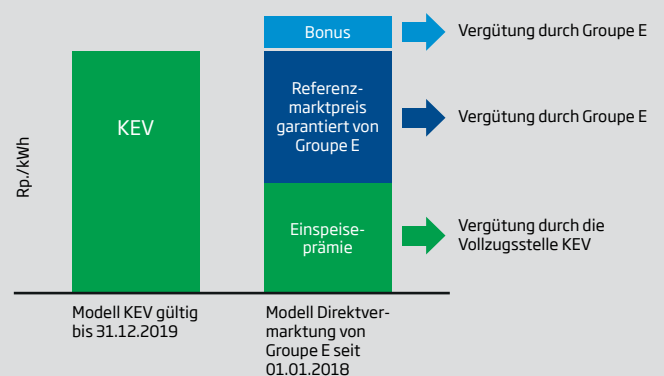 Rp./kWh
KEV
Modell KEV gültig
bis 31.12.2019
Bonus
Referenz-
marktpreis
garantiert von
Groupe E
Einspeise-
prämie
Modell Direktver-
marktung von
Groupe E seit
01.01.2018
Vergütung durch Groupe E
Vergütung durch Groupe E
Vergütung durch die
Vollzugsstelle KEV